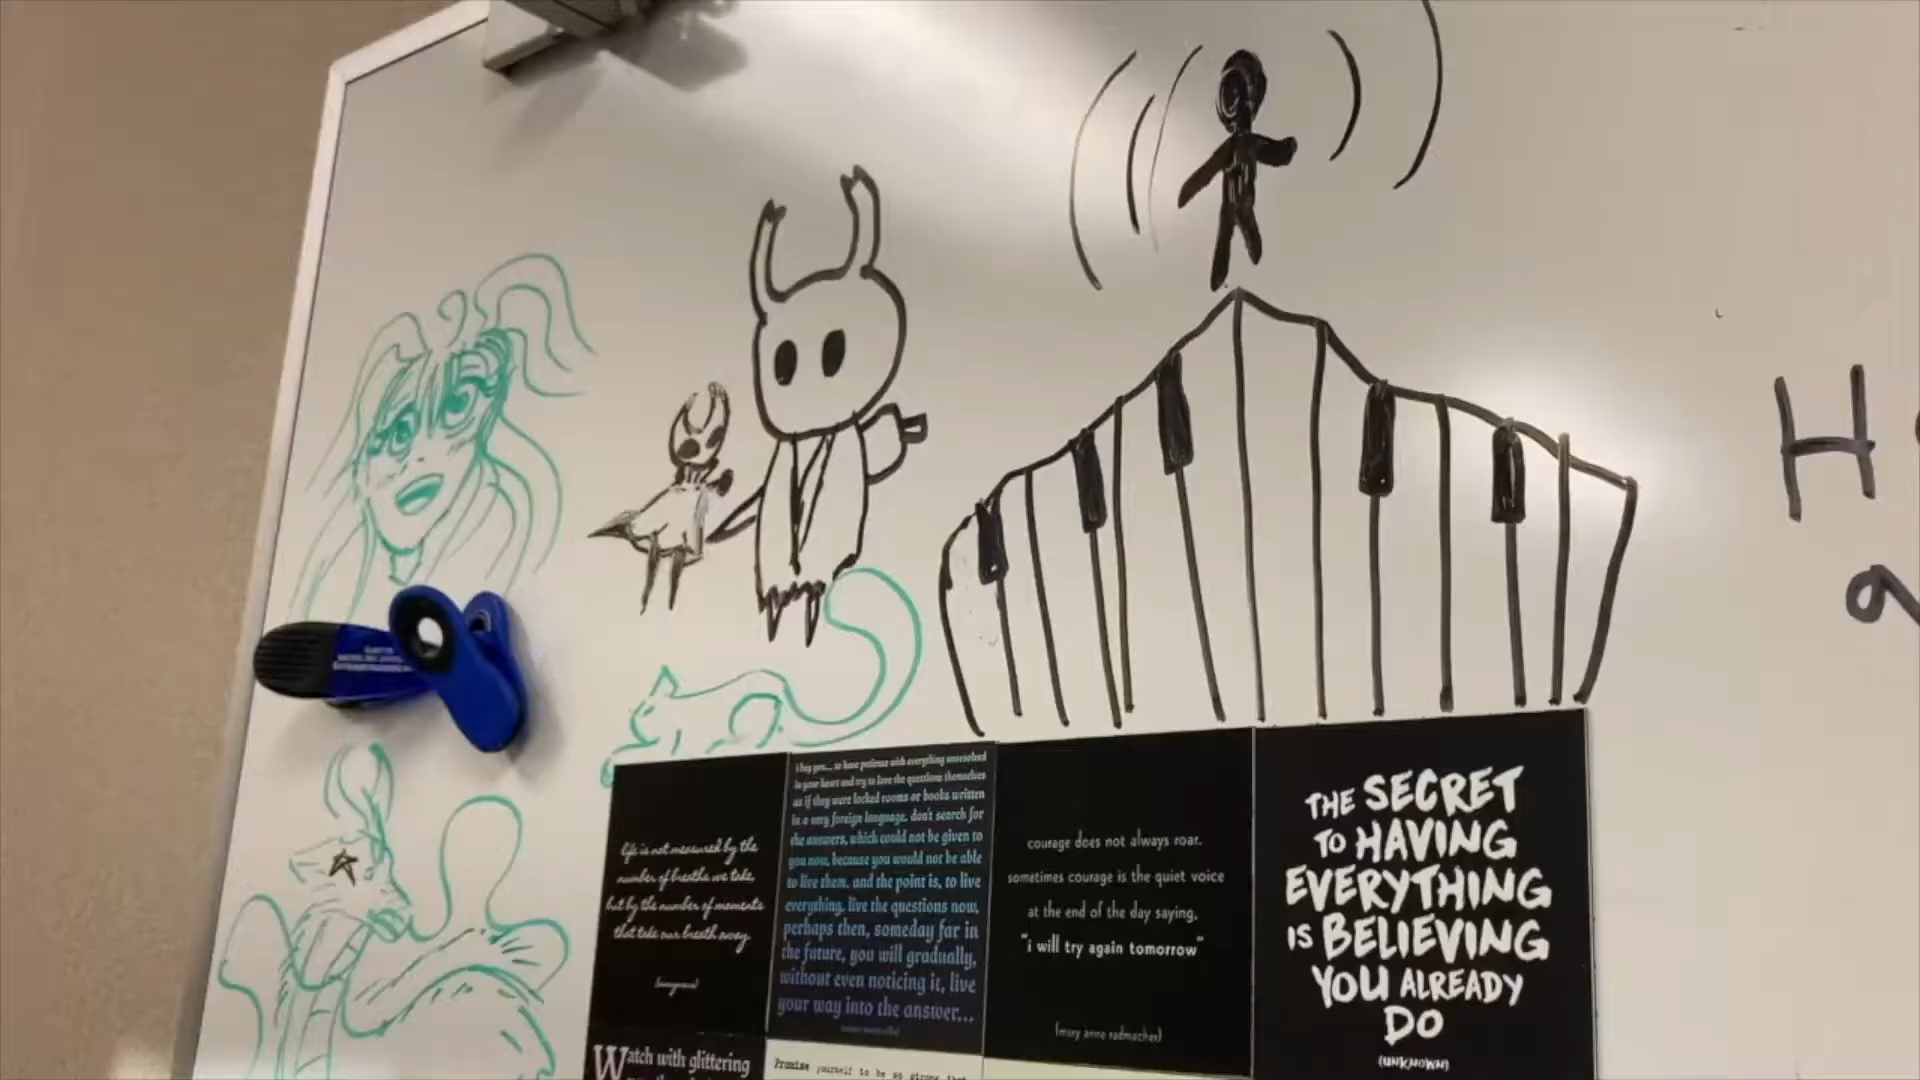 H
a
life is not measured by the
number of breaths we take,
but by the number of moments
that take our breath away
(anonymous)
i beg you... to have patience with everything unresolved
in your heart and try to love the questions themselves
as if they were locked rooms or books written
in a very foreign language. don't search for
the answers, which could not be given to
you now, because you would not be able
to live them. and the point is, to live
everything. live the questions now,
perhaps then, someday far in
the future, you will gradually,
without even noticing it, live
your way into the answer...
courage does not always roar.
sometimes courage is the quiet voice
at the end of the day saying,
"i will try again tomorrow"
(mary anne radmacher)
THE SECRET
TO HAVING
EVERYTHING
IS BELIEVING
YOU ALREADY
DO
(UNKNOWN)
Watch with glittering
Promise yourself to be so strong that